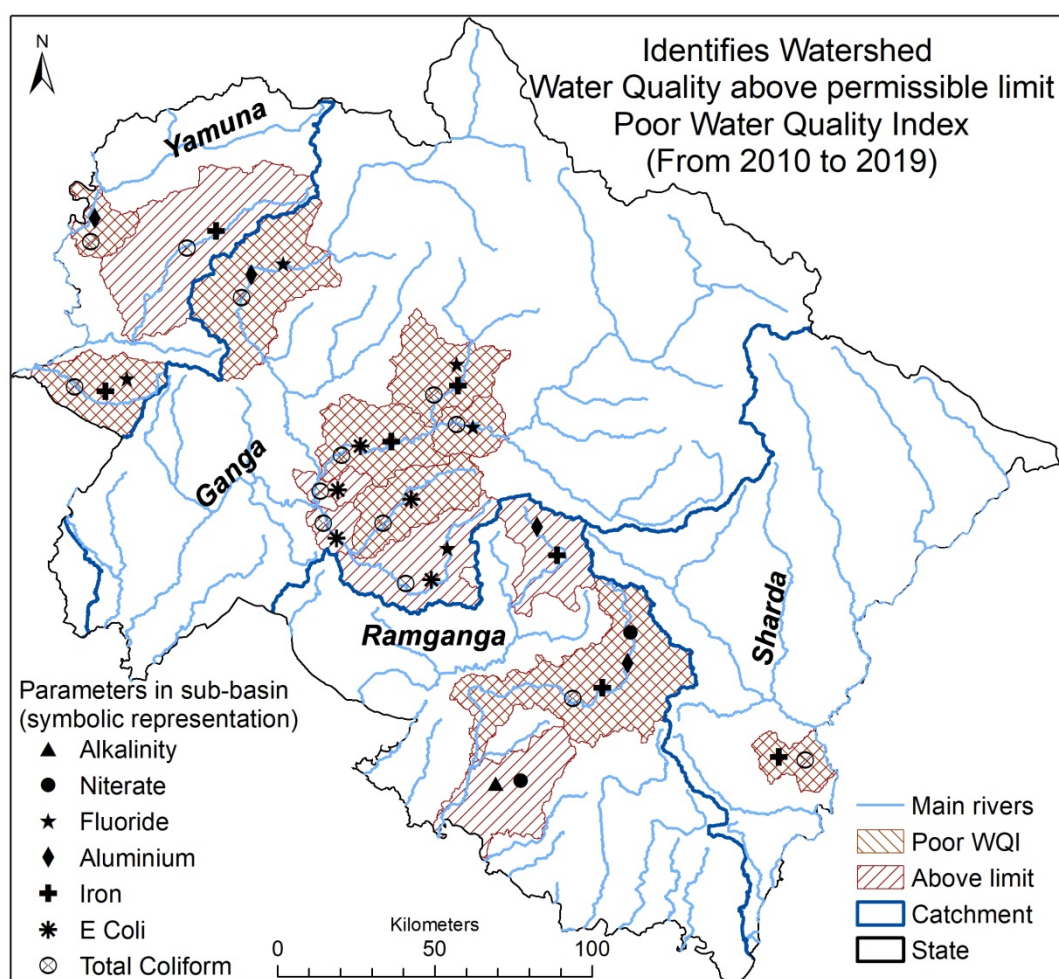 N
Identifies Watershed
Water Quality above permissible limit
Poor Water Quality Index
(From 2010 to 2019)
Yamuna
Ganga
Ramganga
Sharda
Parameters in sub-basin
(symbolic representation)
Alkalinity
Niterate
Fluoride
Aluminium
Iron
E Coli
Total Coliform
Kilometers
0 50 100
Main rivers
Poor WQI
Above limit
Catchment
State